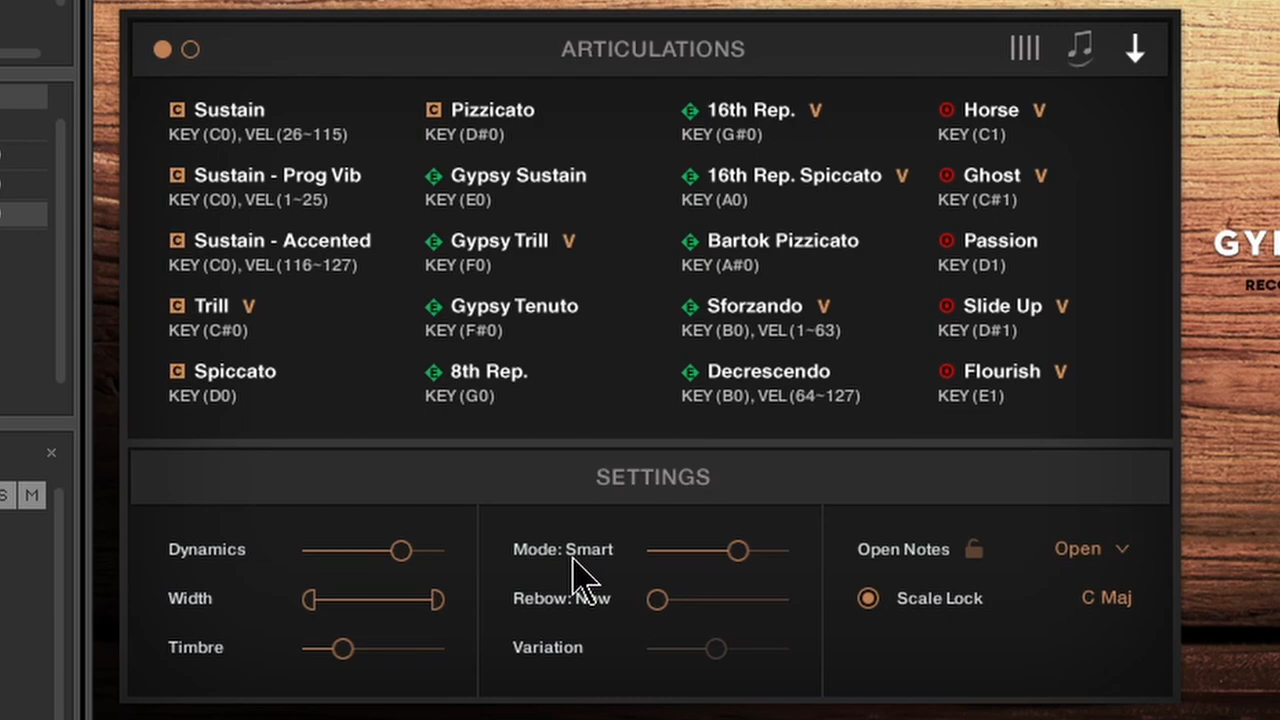 ARTICULATIONS
C Sustain
KEY (C0), VEL (26~115)
C Sustain - Prog Vib
KEY (C0), VEL (1~25)
C Sustain - Accented
KEY (C0), VEL (116~127)
C Trill V
KEY (C#0)
C Spiccato
KEY (D0)
C Pizzicato
KEY (D#0)
E Gypsy Sustain
KEY (E0)
E Gypsy Trill V
KEY (F0)
E Gypsy Tenuto
KEY (F#0)
E 8th Rep.
KEY (G0)
E 16th Rep. V
KEY (G#0)
E 16th Rep. Spiccato V
KEY (A0)
E Bartok Pizzicato
KEY (A#0)
E Sforzando V
KEY (B0), VEL (1~63)
E Decrescendo
KEY (B0), VEL (64~127)
O Horse V
KEY (C1)
O Ghost V
KEY (C#1)
O Passion
KEY (D1)
O Slide Up V
KEY (D#1)
O Flourish V
KEY (E1)
SETTINGS
Dynamics
Width
Timbre
Mode: Smart
Rebow:
Variation
Open Notes Open
Scale Lock C Maj
GY
REC
S M